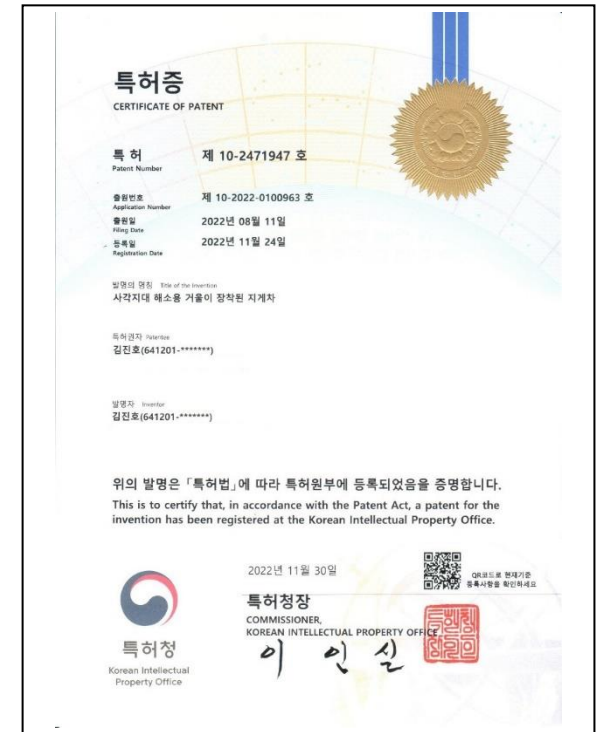 특허증
CERTIFICATE OF PATENT
특 허 제 10-2471947 호
Patent Number
출원번호 제 10-2022-0100963 호
Application Number
출원일 2022년 08월 11일
Filing Date
등록일 2022년 11월 24일
Registration Date
발명의 명칭 Title of the Invention
사각지대 해소용 거울이 장착된 지게차
특허권자 Patentee
김진호(641201-*******)
발명자 Inventor
김진호(641201-*******)
위의 발명은 「특허법」에 따라 특허원부에 등록되었음을 증명합니다.
This is to certify that, in accordance with the Patent Act, a patent for the
invention has been registered at the Korean Intellectual Property Office.
2022년 11월 30일
QR코드로 현재기준
등록사항을 확인하세요
특허청장
COMMISSIONER,
KOREAN INTELLECTUAL PROPERTY OFFICE
이 인 실
특허청
Korean Intellectual
Property Office